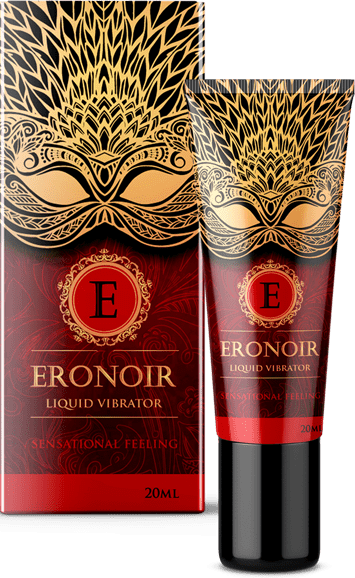 E
ERONOIR
LIQUID VIBRATOR
SENSATIONAL FEELING
20ML
E
ERONOIR
LIQUID VIBRATOR
SENSATIONAL FEELING
20ML